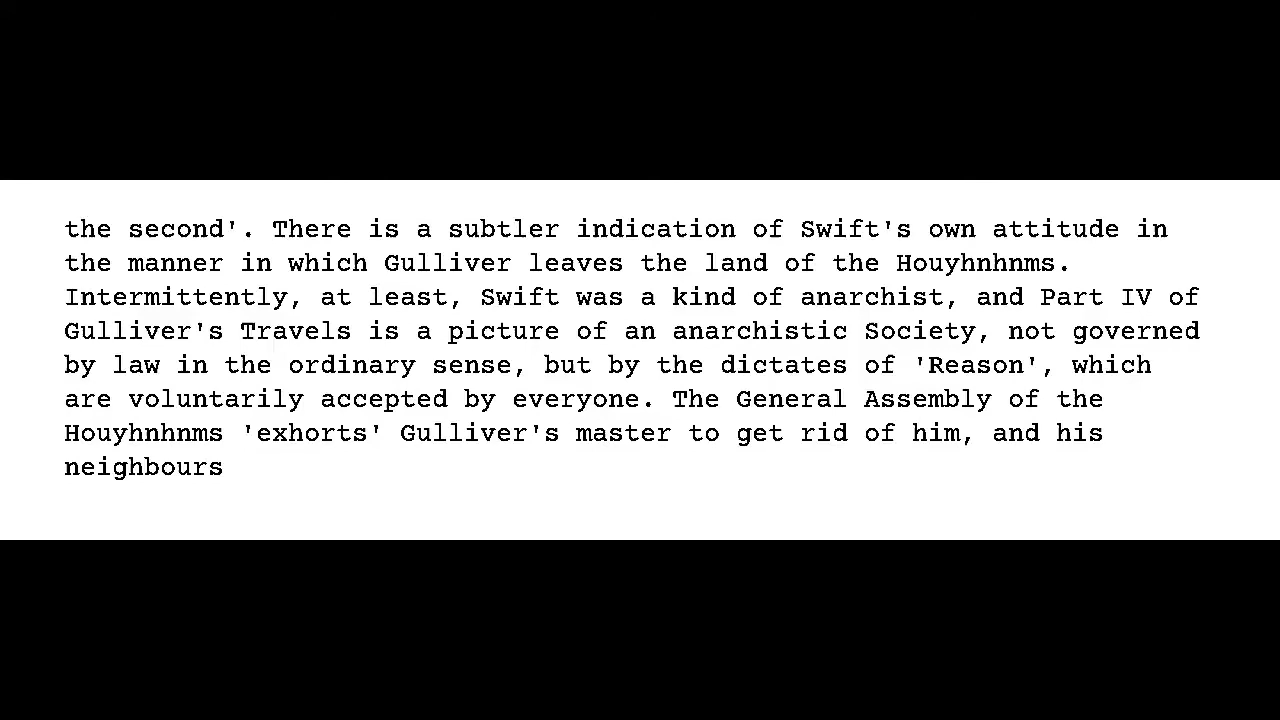 the second'. There is a subtler indication of Swift's own attitude in
the manner in which Gulliver leaves the land of the Houyhnhnms.
Intermittently, at least, Swift was a kind of anarchist, and Part IV of
Gulliver's Travels is a picture of an anarchistic Society, not governed
by law in the ordinary sense, but by the dictates of 'Reason', which
are voluntarily accepted by everyone. The General Assembly of the
Houyhnhnms 'exhorts' Gulliver's master to get rid of him, and his
neighbours